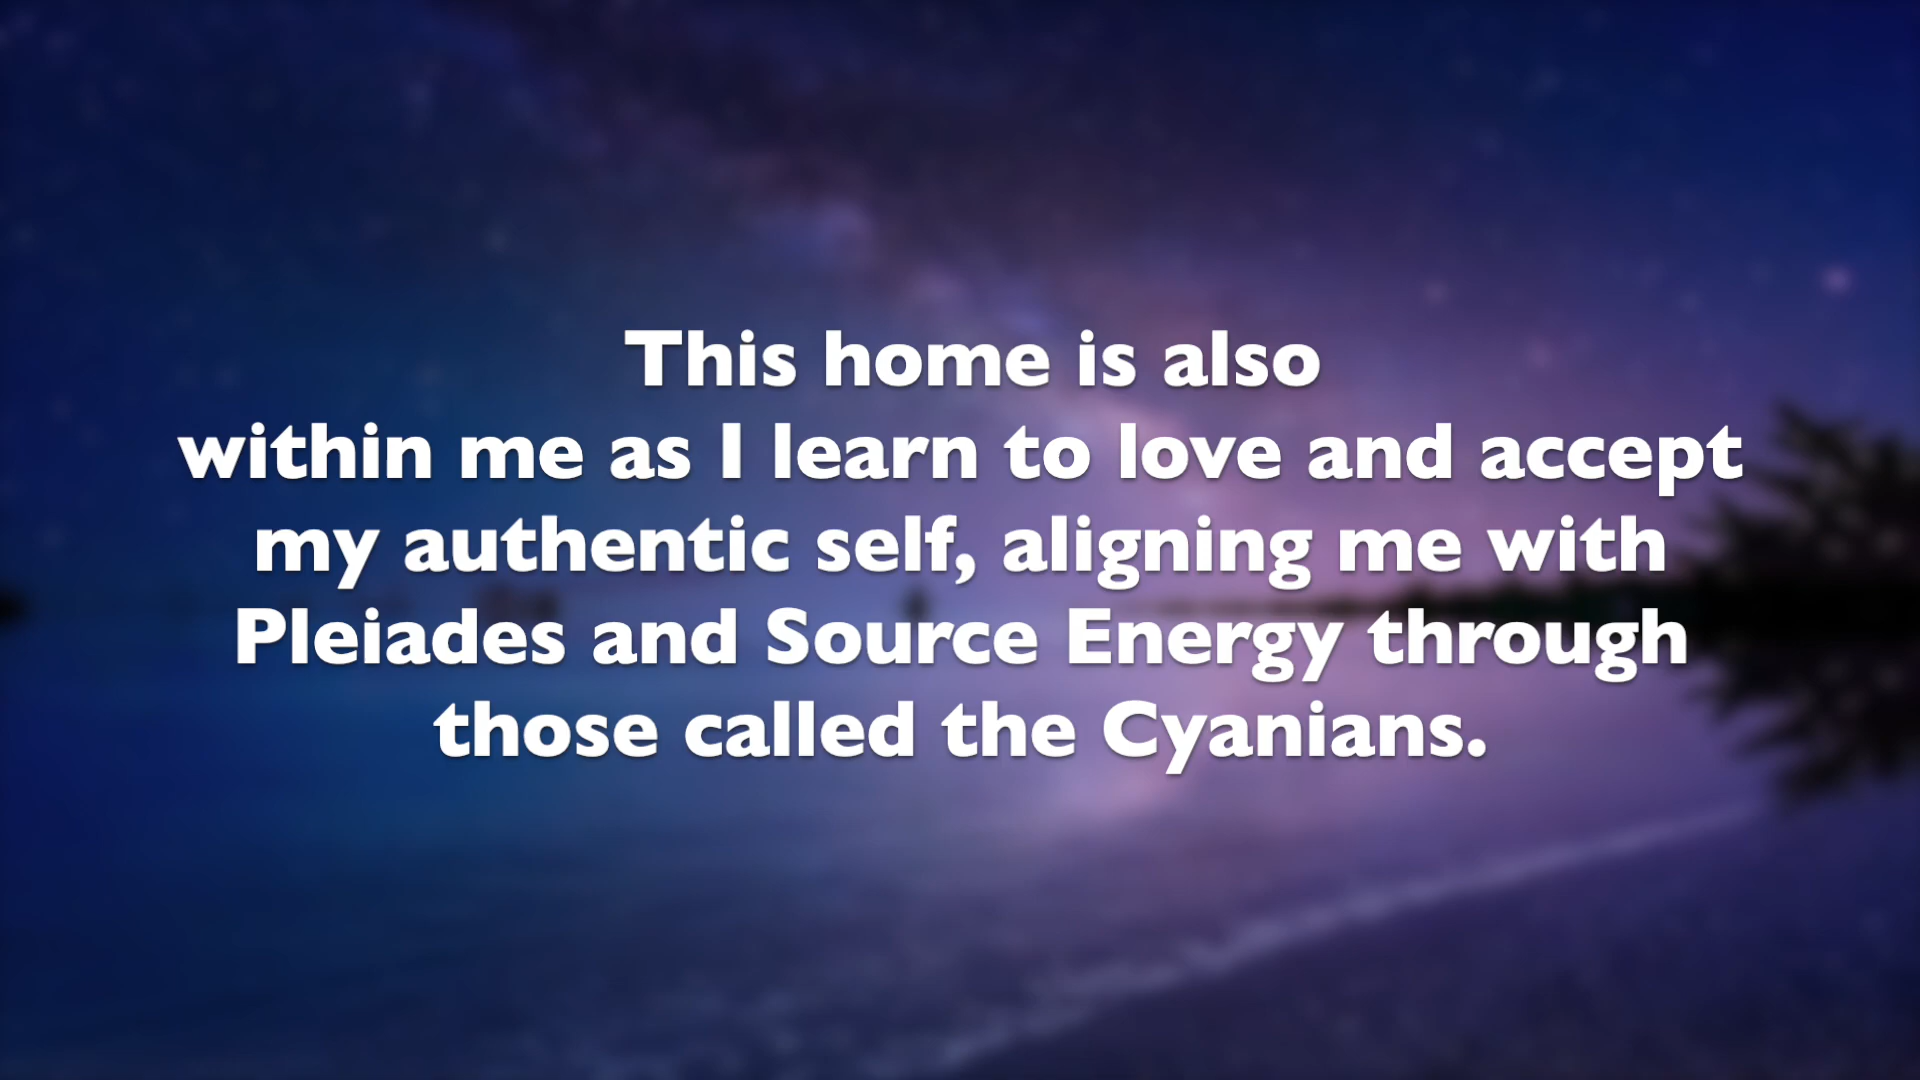 This home is also
within me as I learn to love and accept
my authentic self, aligning me with
Pleiades and Source Energy through
those called the Cyanians.